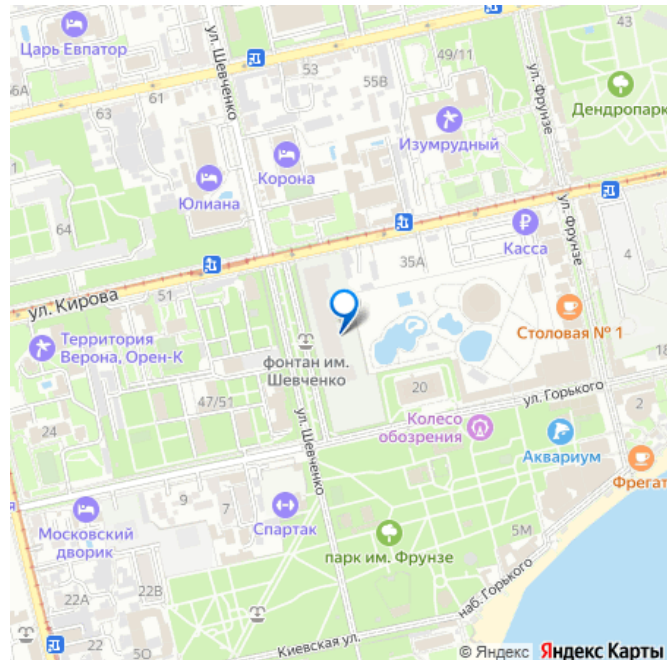 Царь Евпатор
ул. Шевченко
53
49/11
43
ул. Фрунзе
66А
63
61
55В
Дендропарк
Изумрудный
Корона
Юлиана
64
ул. Фрунзе
Касса
4
35А
ул. Кирова
51
Столовая № 1
Территория
Верона, Орен-К
фонтан им.
Шевченко
18
20
ул. Горького
47/51
24
2
Колесо
обозрения
Аквариум
ул. Шевченко
Фрегат
9
7
Московский
дворик
Спартак
5М
парк им. Фрунзе
наб. Горького
22А
22В
50
Киевская ул.
© Яндекс Яндекс Карты